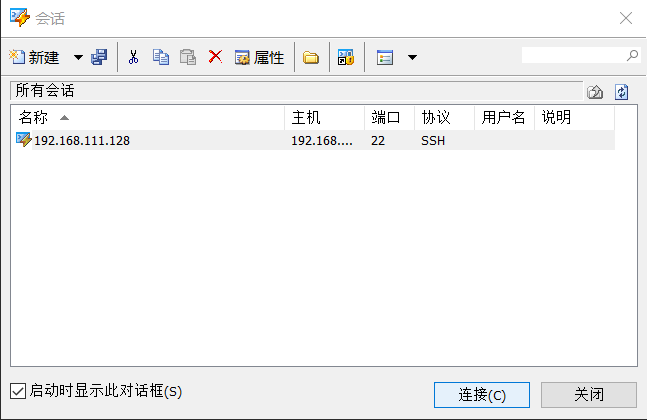 会话
新建 属性
所有会话
名称 主机 端口 协议 用户名 说明
192.168.111.128 192.168.... 22 SSH
启动时显示此对话框(S) 连接(C) 关闭